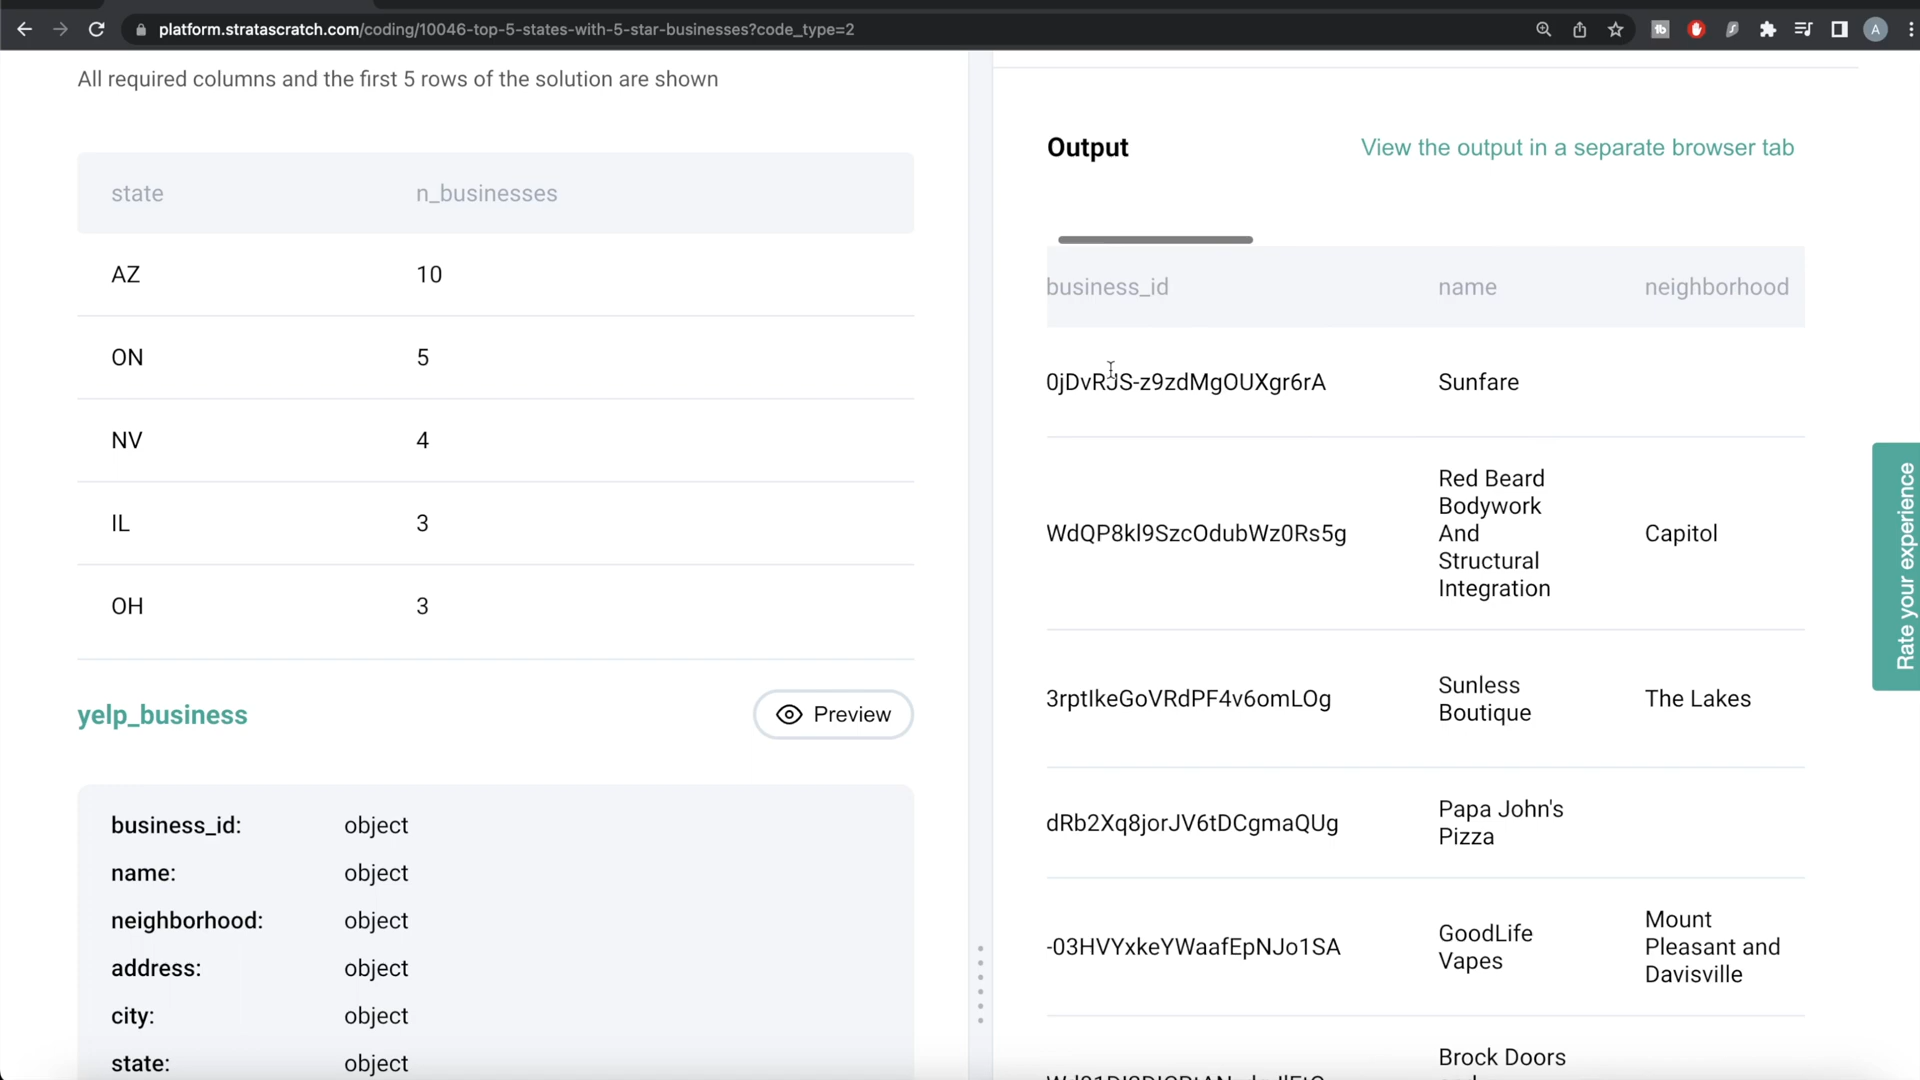 platform.stratascratch.com/coding/10046-top-5-states-with-5-star-businesses?code_type=2
A
All required columns and the first 5 rows of the solution are shown
state n_businesses
AZ 10
ON 5
NV 4
IL 3
OH 3
yelp_business
Preview
business_id: object
name: object
neighborhood: object
address: object
city: object
state: object
Output
View the output in a separate browser tab
business_id name neighborhood
0jDvRJS-z9zdMgOUXgr6rA Sunfare
WdQP8kl9SzcOdubWz0Rs5g
Red Beard
Bodywork
And
Structural
Integration
Capitol
3rptIkeGoVRdPF4v6omLOg
Sunless
Boutique
The Lakes
dRb2Xq8jorJV6tDCgmaQUg
Papa John's
Pizza
-03HVYxkeYWaafEpNJo1SA
GoodLife
Vapes
Mount
Pleasant and
Davisville
Brock Doors
Rate your experience